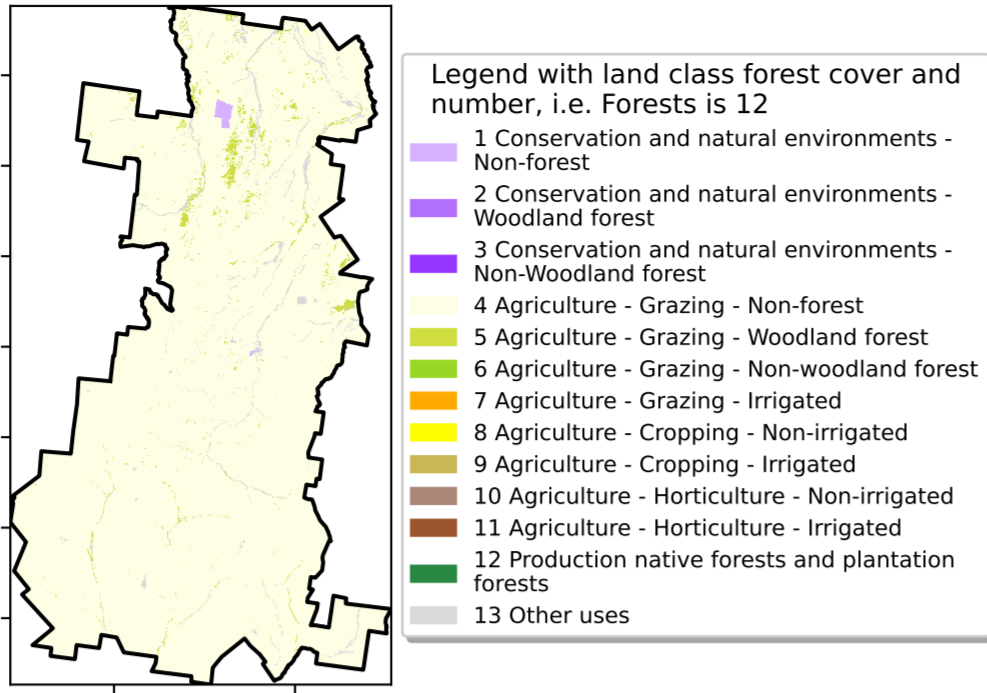 Legend with land class forest cover and
number, i.e. Forests is 12
1 Conservation and natural environments -
Non-forest
2 Conservation and natural environments -
Woodland forest
3 Conservation and natural environments -
Non-Woodland forest
4 Agriculture - Grazing - Non-forest
5 Agriculture - Grazing - Woodland forest
6 Agriculture - Grazing - Non-woodland forest
7 Agriculture - Grazing - Irrigated
8 Agriculture - Cropping - Non-irrigated
9 Agriculture - Cropping - Irrigated
10 Agriculture - Horticulture - Non-irrigated
11 Agriculture - Horticulture - Irrigated
12 Production native forests and plantation
forests
13 Other uses